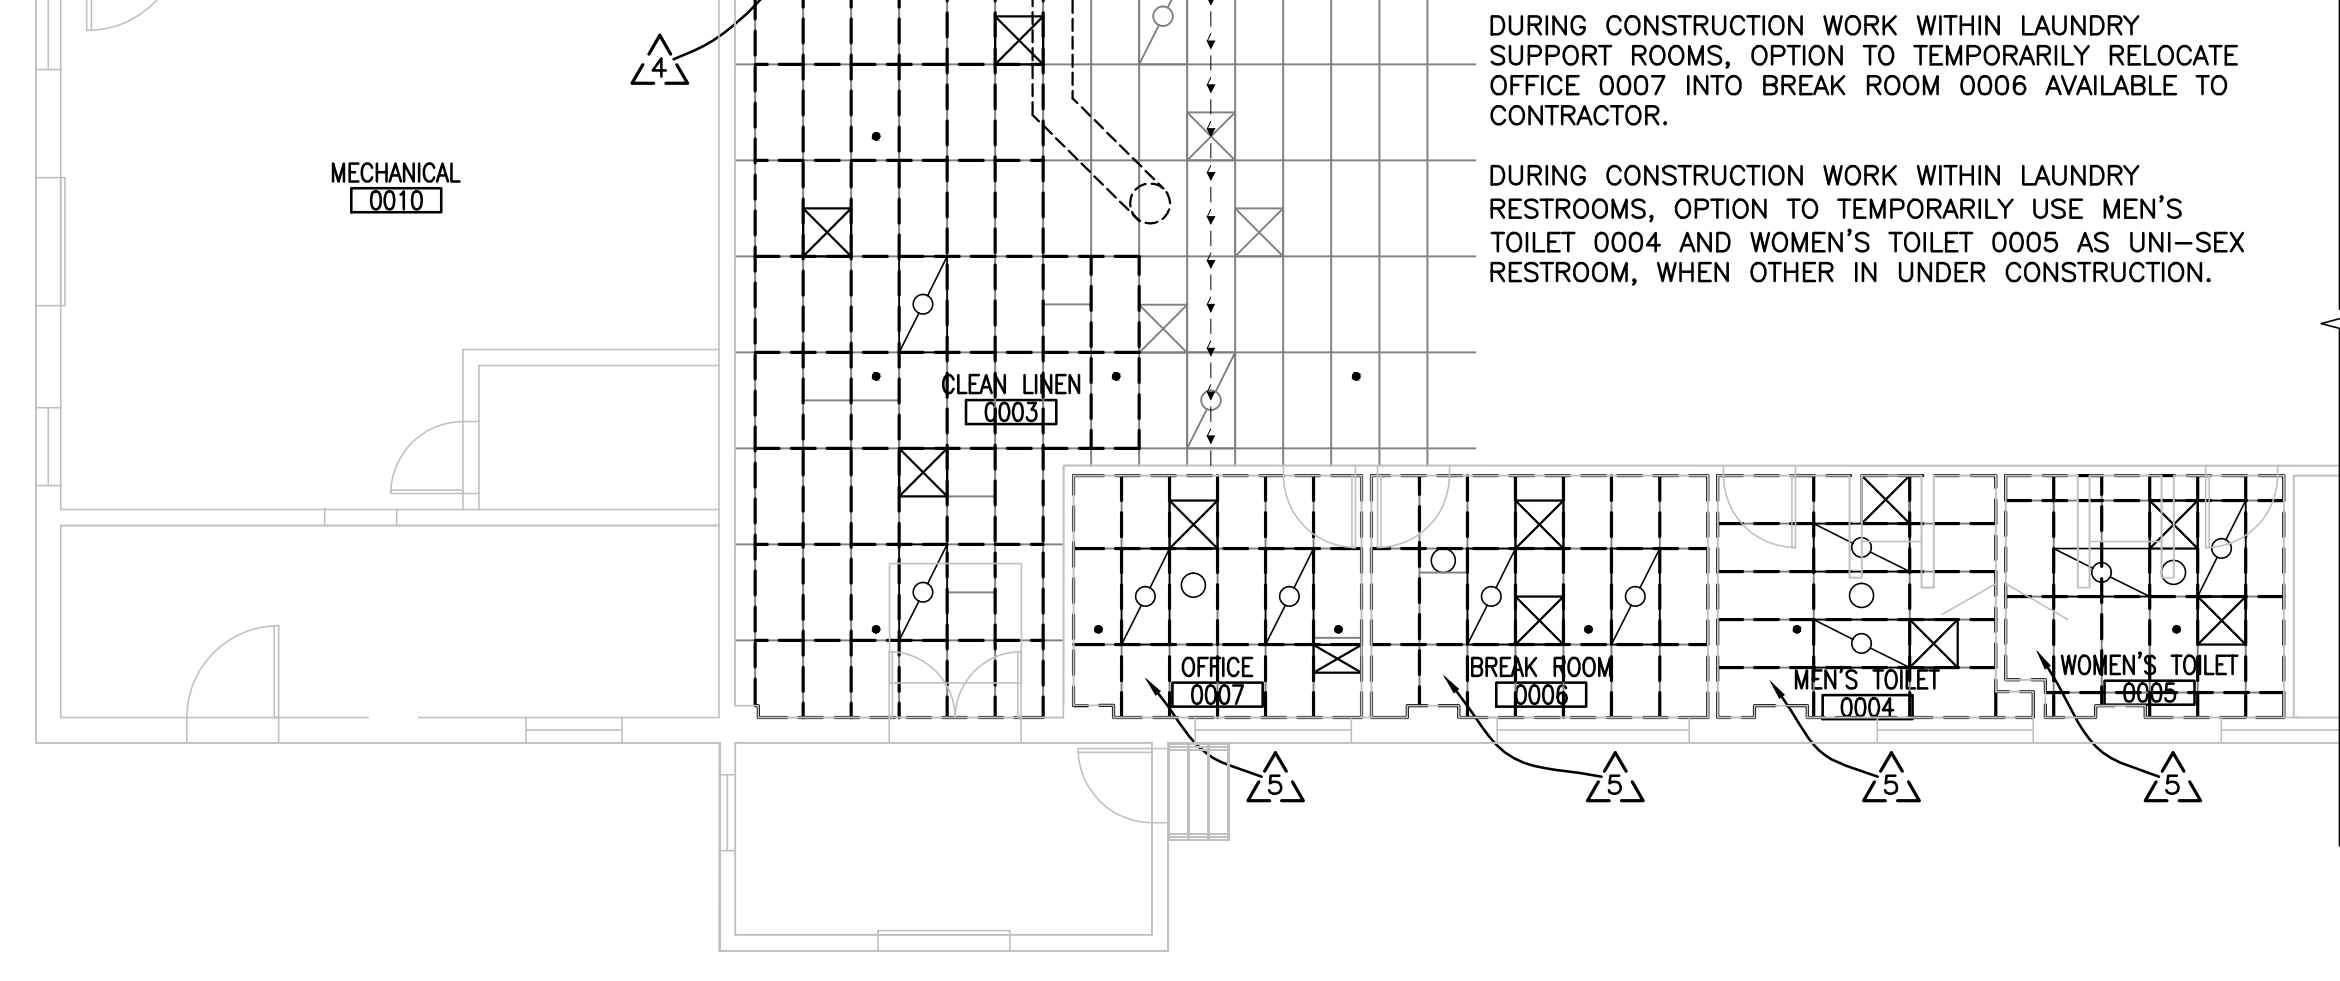 DURING CONSTRUCTION WORK WITHIN LAUNDRY
SUPPORT ROOMS, OPTION TO TEMPORARILY RELOCATE
OFFICE 0007 INTO BREAK ROOM 0006 AVAILABLE TO
CONTRACTOR.
DURING CONSTRUCTION WORK WITHIN LAUNDRY
RESTROOMS, OPTION TO TEMPORARILY USE MEN'S
TOILET 0004 AND WOMEN'S TOILET 0005 AS UNI-SEX
RESTROOM, WHEN OTHER IN UNDER CONSTRUCTION.
4
MECHANICAL
0010
CLEAN LINEN
0003
OFFICE
0007
BREAK ROOM
0006
MEN'S TOILET
0004
WOMEN'S TOILET
0005
5
5
5
5